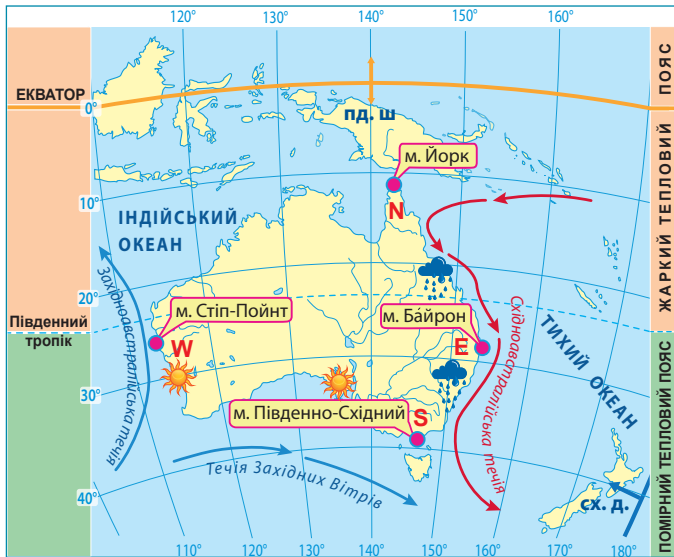 120°
130°
140°
150°
160°
ЕКВАТОР
0°
пд. ш
м. Йорк
10°
N
ІНДІЙСЬКИЙ
ОКЕАН
20°
Західноавстралійська течія
м. Стіп-Пойнт
м. Ба́йрон
Південний
тропік
W
E
Східноавстралійська течія
ТИХИЙ ОКЕАН
30°
м. Південно-Східний
S
Течія Західних Вітрів
сх. д.
40°
110°
120°
130°
140°
150°
160°
170°
180°
ПОЯС
ЖАРКИЙ ТЕПЛОВИЙ
ПОМІРНИЙ ТЕПЛОВИЙ ПОЯС